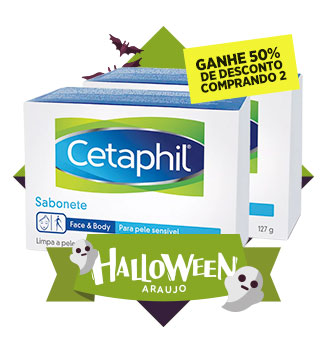 GANHE 50%
DE DESCONTO
COMPRANDO 2
Cetaphil®
Sabonete
Face & Body
Para pele sensível
Limpa a pele
127 g
HALLOWEEN
ARAUJO